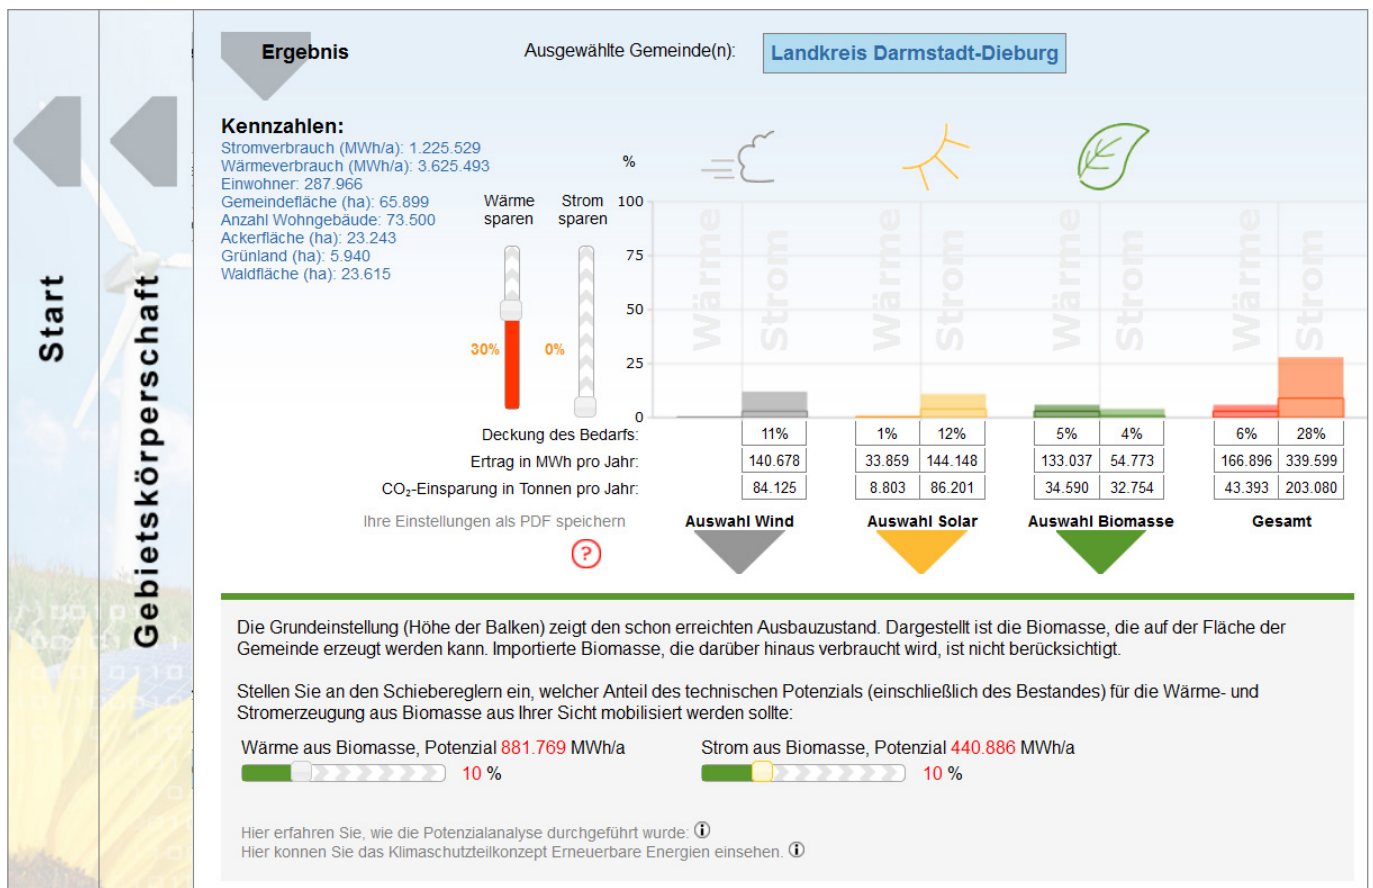 Start
Gebietskörperschaft
Ergebnis
Ausgewählte Gemeinde(n):
Landkreis Darmstadt-Dieburg
Kennzahlen:
Stromverbrauch (MWh/a): 1.225.529
Wärmeverbrauch (MWh/a): 3.625.493
Einwohner: 287.966
Gemeindefläche (ha): 65.899
Anzahl Wohngebäude: 73.500
Ackerfläche (ha): 23.243
Grünland (ha): 5.940
Waldfläche (ha): 23.615
Wärme sparen
Strom sparen
30%
0%
%
100
75
50
25
0
Wärme Strom Wärme Strom Wärme Strom Wärme Strom
Deckung des Bedarfs: 11% 1% 12% 5% 4% 6% 28%
Ertrag in MWh pro Jahr: 140.678 33.859 144.148 133.037 54.773 166.896 339.599
CO₂-Einsparung in Tonnen pro Jahr: 84.125 8.803 86.201 34.590 32.754 43.393 203.080
Ihre Einstellungen als PDF speichern
Auswahl Wind Auswahl Solar Auswahl Biomasse Gesamt
?
Die Grundeinstellung (Höhe der Balken) zeigt den schon erreichten Ausbauzustand. Dargestellt ist die Biomasse, die auf der Fläche der
Gemeinde erzeugt werden kann. Importierte Biomasse, die darüber hinaus verbraucht wird, ist nicht berücksichtigt.
Stellen Sie an den Schiebereglern ein, welcher Anteil des technischen Potenzials (einschließlich des Bestandes) für die Wärme- und
Stromerzeugung aus Biomasse aus Ihrer Sicht mobilisiert werden sollte:
Wärme aus Biomasse, Potenzial 881.769 MWh/a
10 %
Strom aus Biomasse, Potenzial 440.886 MWh/a
10 %
Hier erfahren Sie, wie die Potenzialanalyse durchgeführt wurde: i
Hier konnen Sie das Klimaschutzteilkonzept Erneuerbare Energien einsehen. i